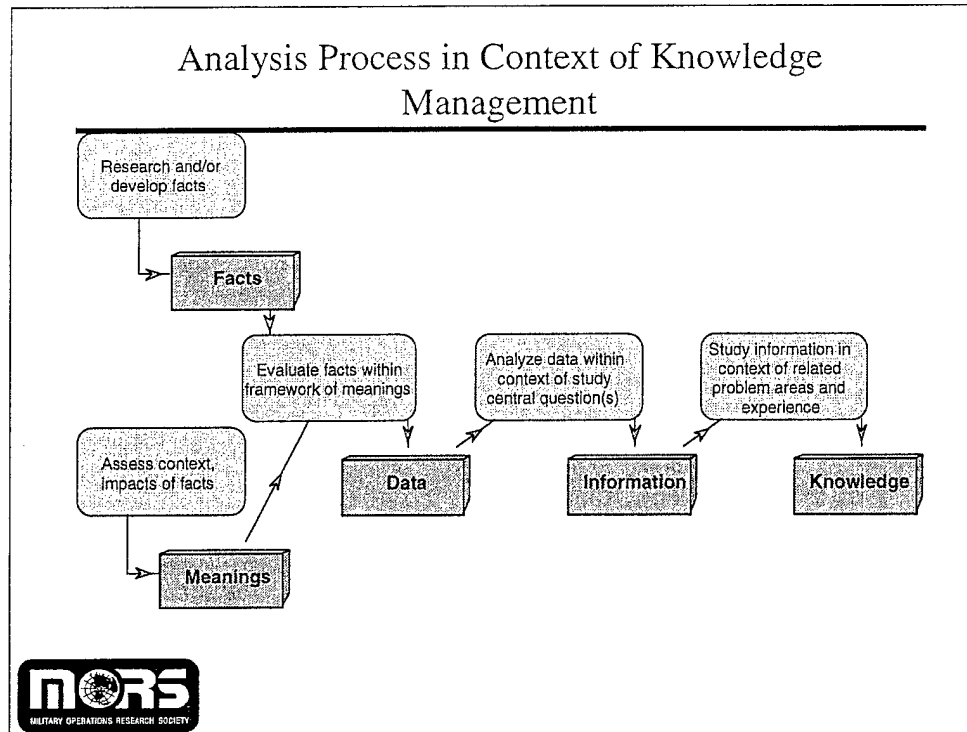 Analysis Process in Context of Knowledge
Management
Research and/or
develop facts
Facts
Evaluate facts within
framework of meanings
Analyze data within
context of study
central question(s)
Study information in
context of related
problem areas and
experience
Assess context,
impacts of facts
Data
Information
Knowledge
Meanings
MORS
MILITARY OPERATIONS RESEARCH SOCIETY